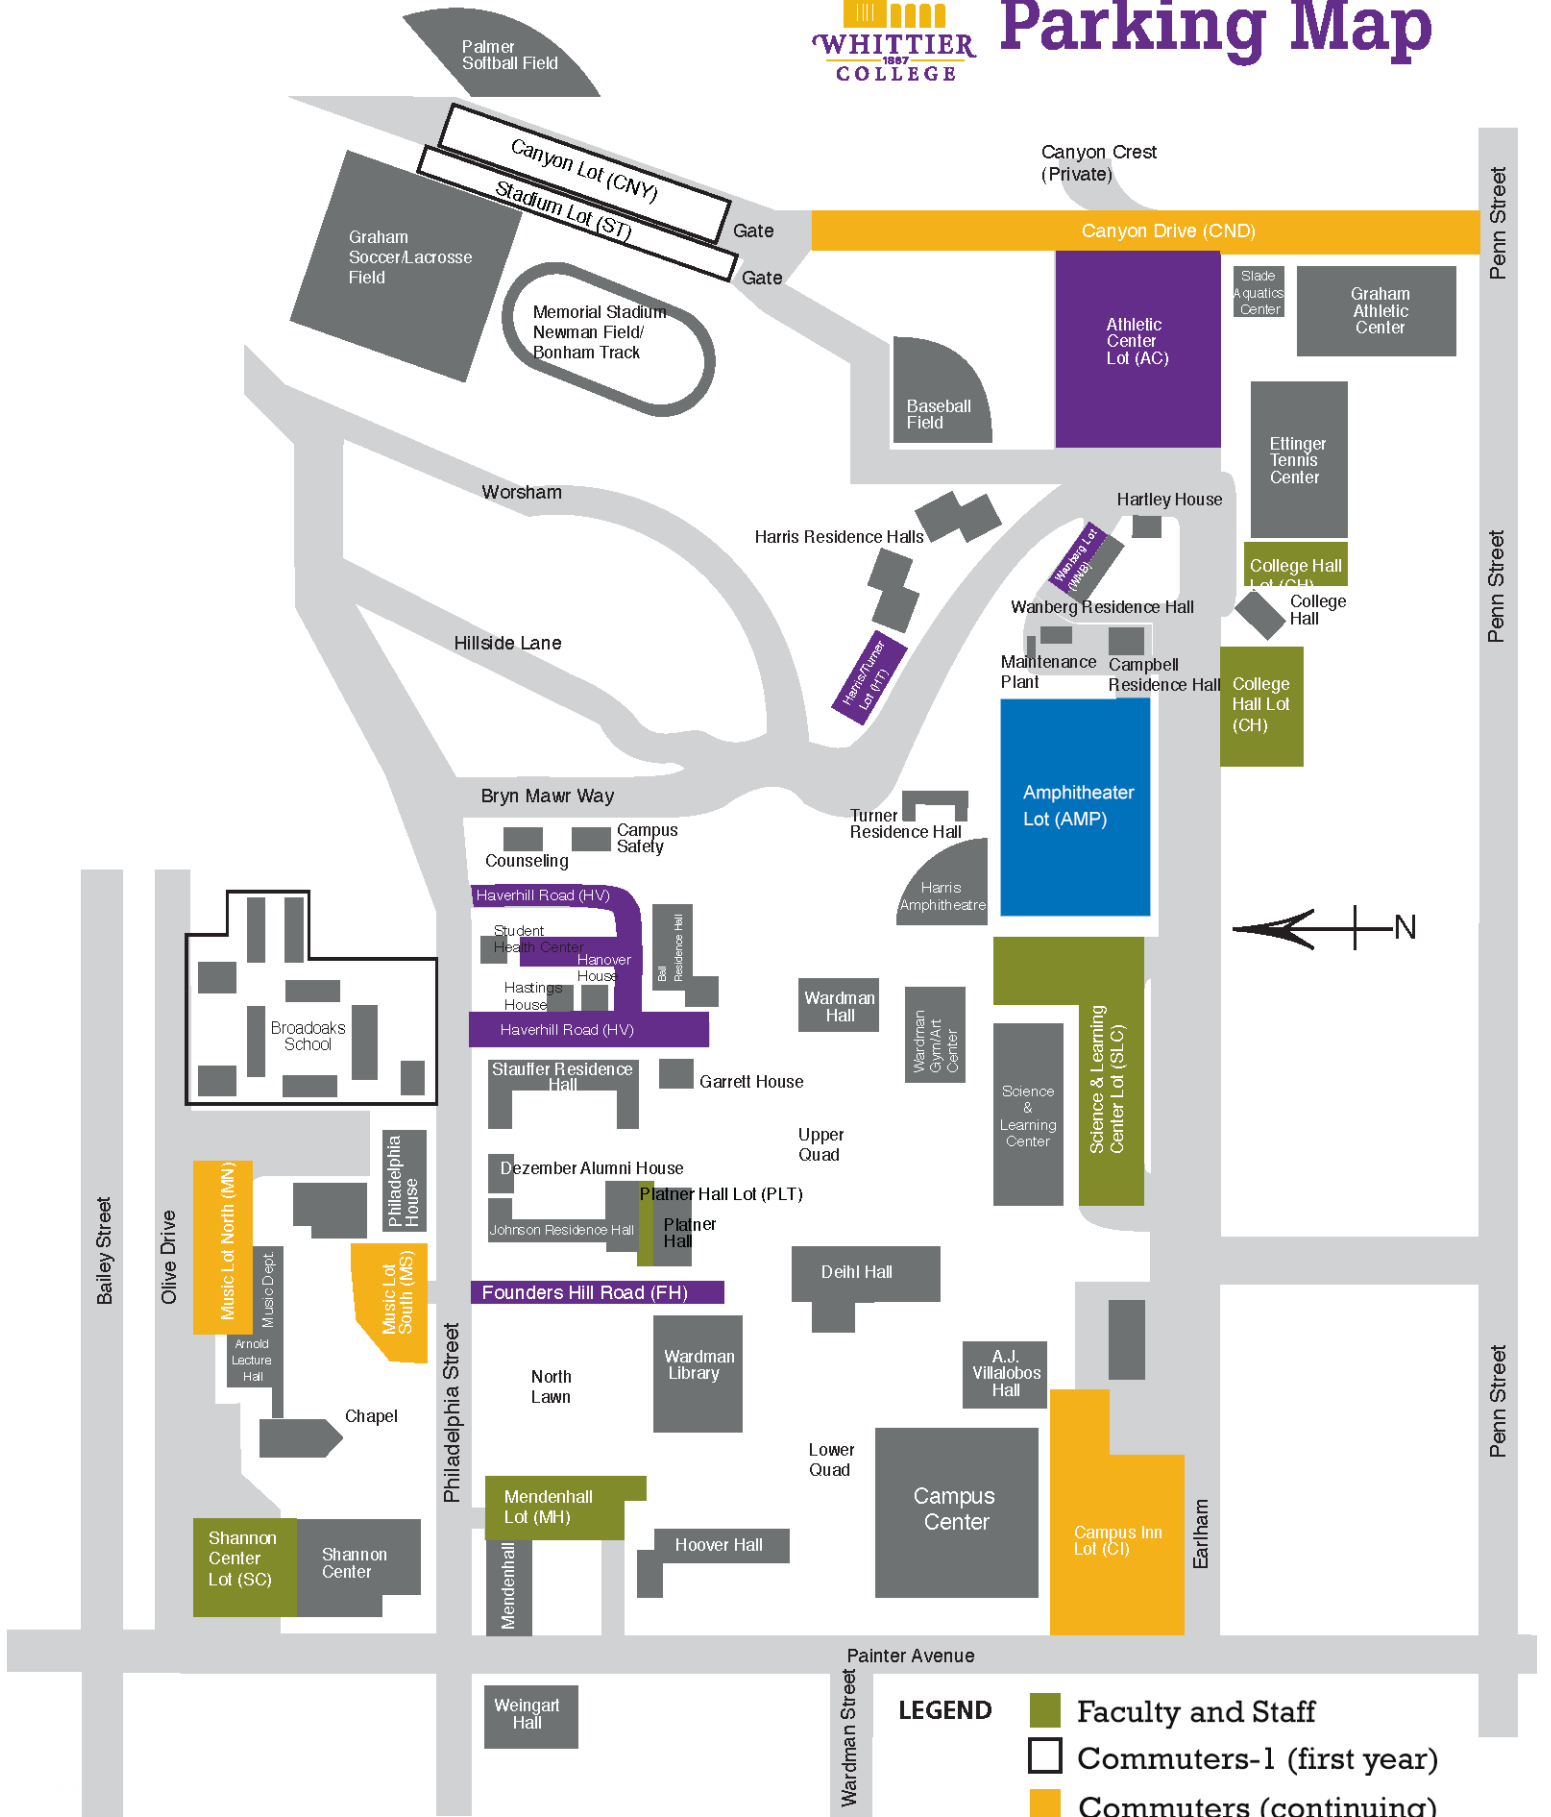 WHITTIER
1887
COLLEGE
Parking Map
Palmer
Softball Field
Canyon Lot (CNY)
Stadium Lot (ST)
Gate
Gate
Canyon Crest
(Private)
Canyon Drive (CND)
Penn Street
Graham
Soccer/Lacrosse
Field
Memorial Stadium
Newman Field/
Bonham Track
Athletic
Center
Lot (AC)
Slade
Aquatics
Center
Graham
Athletic
Center
Baseball
Field
Ettinger
Tennis
Center
Worsham
Hartley House
Harris Residence Halls
Wanberg Lot
(WNB)
College Hall
Lot (CH)
Penn Street
Wanberg Residence Hall
College
Hall
Hillside Lane
Harris/Turner
Lot (HT)
Maintenance
Plant
Campbell
Residence Hall
College
Hall Lot
(CH)
Bryn Mawr Way
Amphitheater
Lot (AMP)
Turner
Residence Hall
Counseling
Campus
Safety
Harris
Amphitheatre
Haverhill Road (HV)
N
Student
Health Center
Hanover
House
Bell
Residence Hall
Hastings
House
Haverhill Road (HV)
Wardman
Hall
Wardman
Gym/Art
Center
Science & Learning
Center Lot (SLC)
Broadoaks
School
Stauffer Residence
Hall
Garrett House
Science
&
Learning
Center
Upper
Quad
Philadelphia
House
Dezember Alumni House
Platner Hall Lot (PLT)
Johnson Residence Hall
Platner
Hall
Bailey Street
Olive Drive
Music Lot North (MN)
Music Dept.
Music Lot
South (MS)
Founders Hill Road (FH)
Deihl Hall
Arnold
Lecture
Hall
Philadelphia Street
North
Lawn
Wardman
Library
A.J.
Villalobos
Hall
Penn Street
Chapel
Lower
Quad
Mendenhall
Lot (MH)
Campus
Center
Campus Inn
Lot (CI)
Earlham
Shannon
Center
Lot (SC)
Shannon
Center
Mendenhall
Hoover Hall
Painter Avenue
Wardman Street
Weingart
Hall
LEGEND
Faculty and Staff
Commuters-1 (first year)
Commuters (continuing)